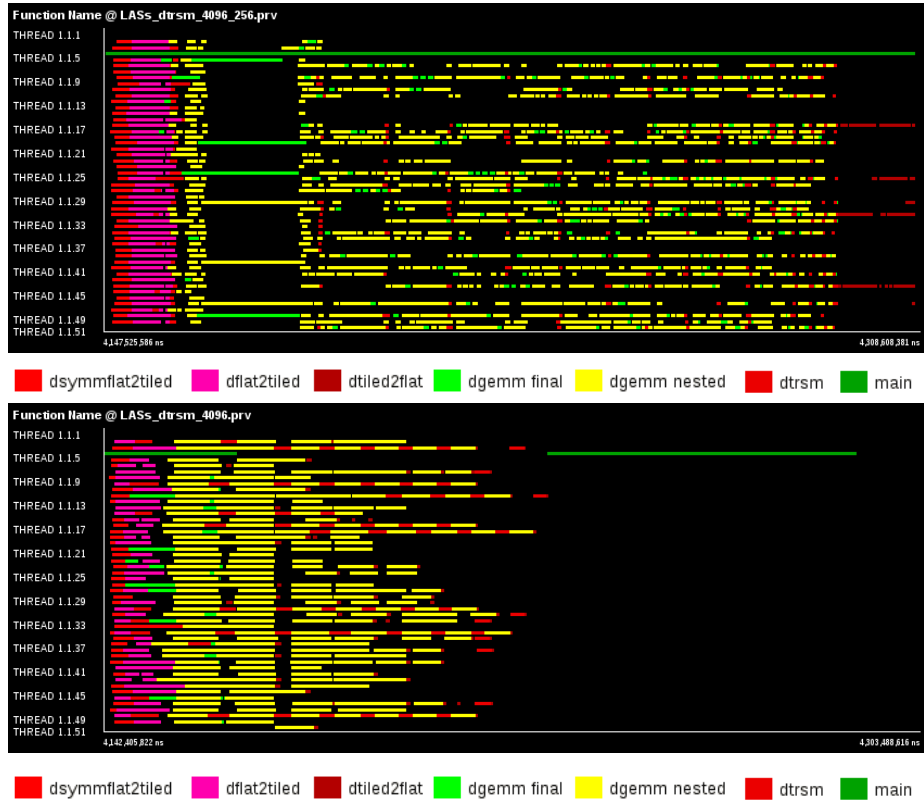 Function Name @ LASs_dtrsm_4096_256.prv
THREAD 1.1.1
THREAD 1.1.5
THREAD 1.1.9
THREAD 1.1.13
THREAD 1.1.17
THREAD 1.1.21
THREAD 1.1.25
THREAD 1.1.29
THREAD 1.1.33
THREAD 1.1.37
THREAD 1.1.41
THREAD 1.1.45
THREAD 1.1.49
THREAD 1.1.51
4,147,525,586 ns 4,308,608,381 ns
dsymmflat2tiled dflat2tiled dtiled2flat dgemm final dgemm nested dtrsm main
Function Name @ LASs_dtrsm_4096.prv
THREAD 1.1.1
THREAD 1.1.5
THREAD 1.1.9
THREAD 1.1.13
THREAD 1.1.17
THREAD 1.1.21
THREAD 1.1.25
THREAD 1.1.29
THREAD 1.1.33
THREAD 1.1.37
THREAD 1.1.41
THREAD 1.1.45
THREAD 1.1.49
THREAD 1.1.51
4,142,405,822 ns 4,303,488,616 ns
dsymmflat2tiled dflat2tiled dtiled2flat dgemm final dgemm nested dtrsm main